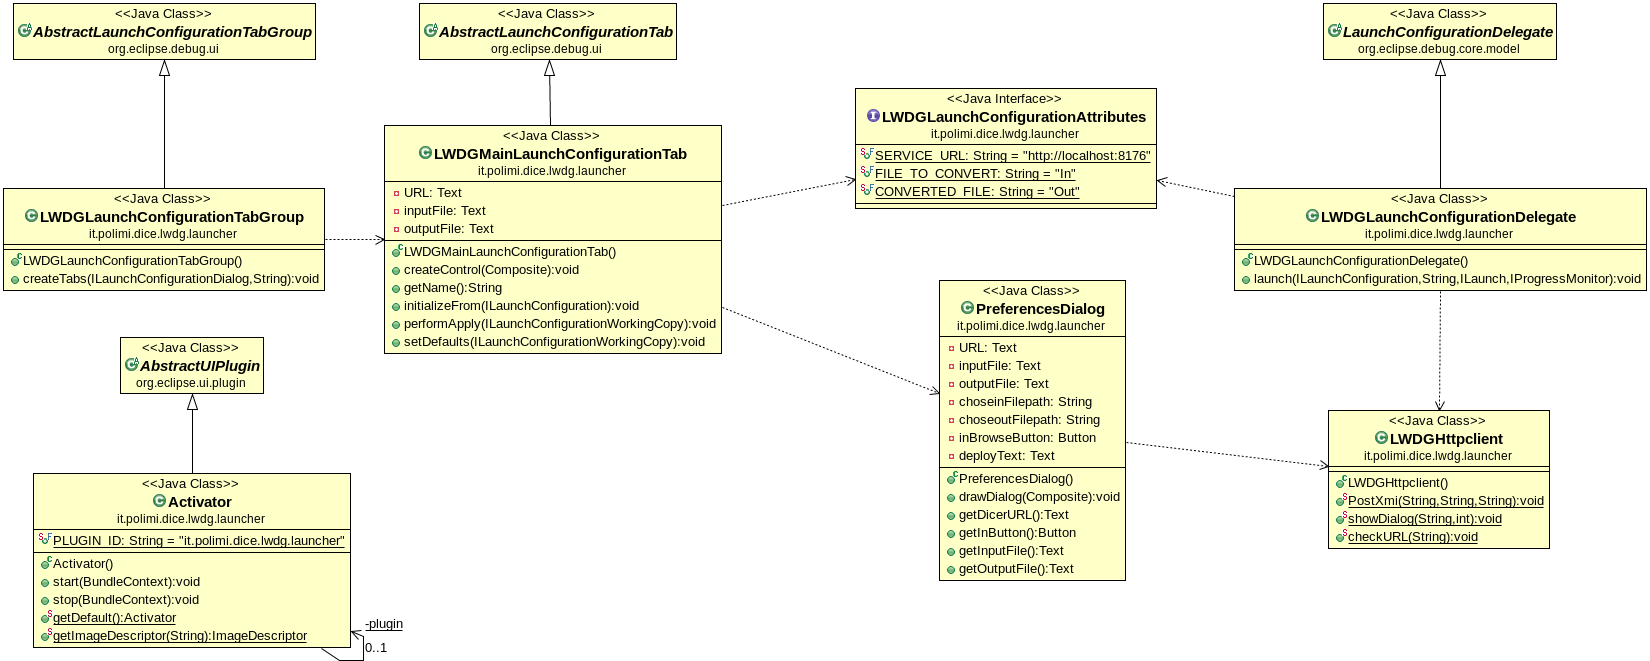 <<Java Class>>
AbstractLaunchConfigurationTabGroup
org.eclipse.debug.ui
<<Java Class>>
AbstractLaunchConfigurationTab
org.eclipse.debug.ui
<<Java Class>>
LaunchConfigurationDelegate
org.eclipse.debug.core.model
<<Java Class>>
LWDGLaunchConfigurationTabGroup
it.polimi.dice.lwdg.launcher
LWDGLaunchConfigurationTabGroup()
createTabs(ILaunchConfigurationDialog,String):void
<<Java Class>>
LWDGMainLaunchConfigurationTab
it.polimi.dice.lwdg.launcher
URL: Text
inputFile: Text
outputFile: Text
LWDGMainLaunchConfigurationTab()
createControl(Composite):void
getName():String
initializeFrom(ILaunchConfiguration):void
performApply(ILaunchConfigurationWorkingCopy):void
setDefaults(ILaunchConfigurationWorkingCopy):void
<<Java Interface>>
LWDGLaunchConfigurationAttributes
it.polimi.dice.lwdg.launcher
SERVICE_URL: String = "http://localhost:8176"
FILE_TO_CONVERT: String = "In"
CONVERTED_FILE: String = "Out"
<<Java Class>>
LWDGLaunchConfigurationDelegate
it.polimi.dice.lwdg.launcher
LWDGLaunchConfigurationDelegate()
launch(ILaunchConfiguration,String,ILaunch,IProgressMonitor):void
<<Java Class>>
AbstractUIPlugin
org.eclipse.ui.plugin
<<Java Class>>
Activator
it.polimi.dice.lwdg.launcher
PLUGIN_ID: String = "it.polimi.dice.lwdg.launcher"
Activator()
start(BundleContext):void
stop(BundleContext):void
getDefault():Activator
getImageDescriptor(String):ImageDescriptor
-plugin
0..1
<<Java Class>>
PreferencesDialog
it.polimi.dice.lwdg.launcher
URL: Text
inputFile: Text
outputFile: Text
choseinFilepath: String
choseoutFilepath: String
inBrowseButton: Button
deployText: Text
PreferencesDialog()
drawDialog(Composite):void
getDicerURL():Text
getInButton():Button
getInputFile():Text
getOutputFile():Text
<<Java Class>>
LWDGHttpclient
it.polimi.dice.lwdg.launcher
LWDGHttpclient()
PostXmi(String,String,String):void
showDialog(String,int):void
checkURL(String):void